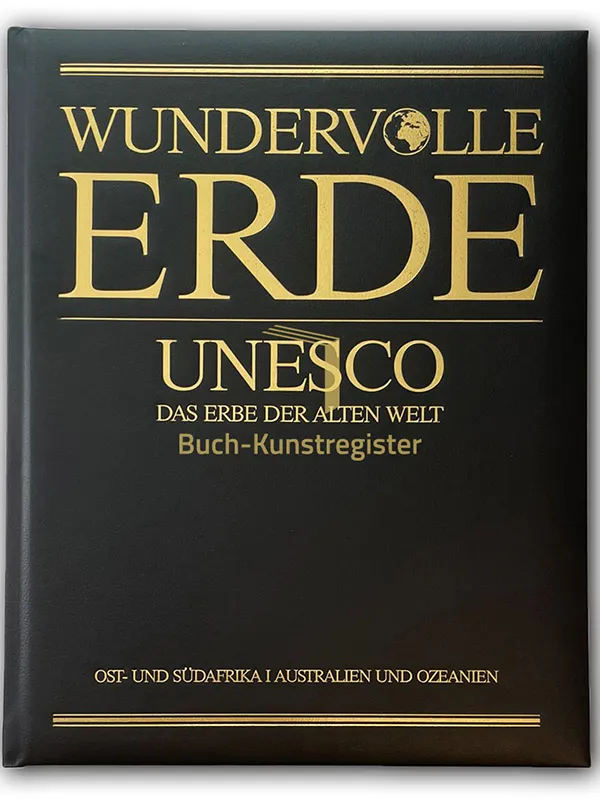 WUNDERVOLLE
ERDE
UNESCO
DAS ERBE DER ALTEN WELT
Buch-Kunstregister
OST- UND SÜDAFRIKA I AUSTRALIEN UND OZEANIEN